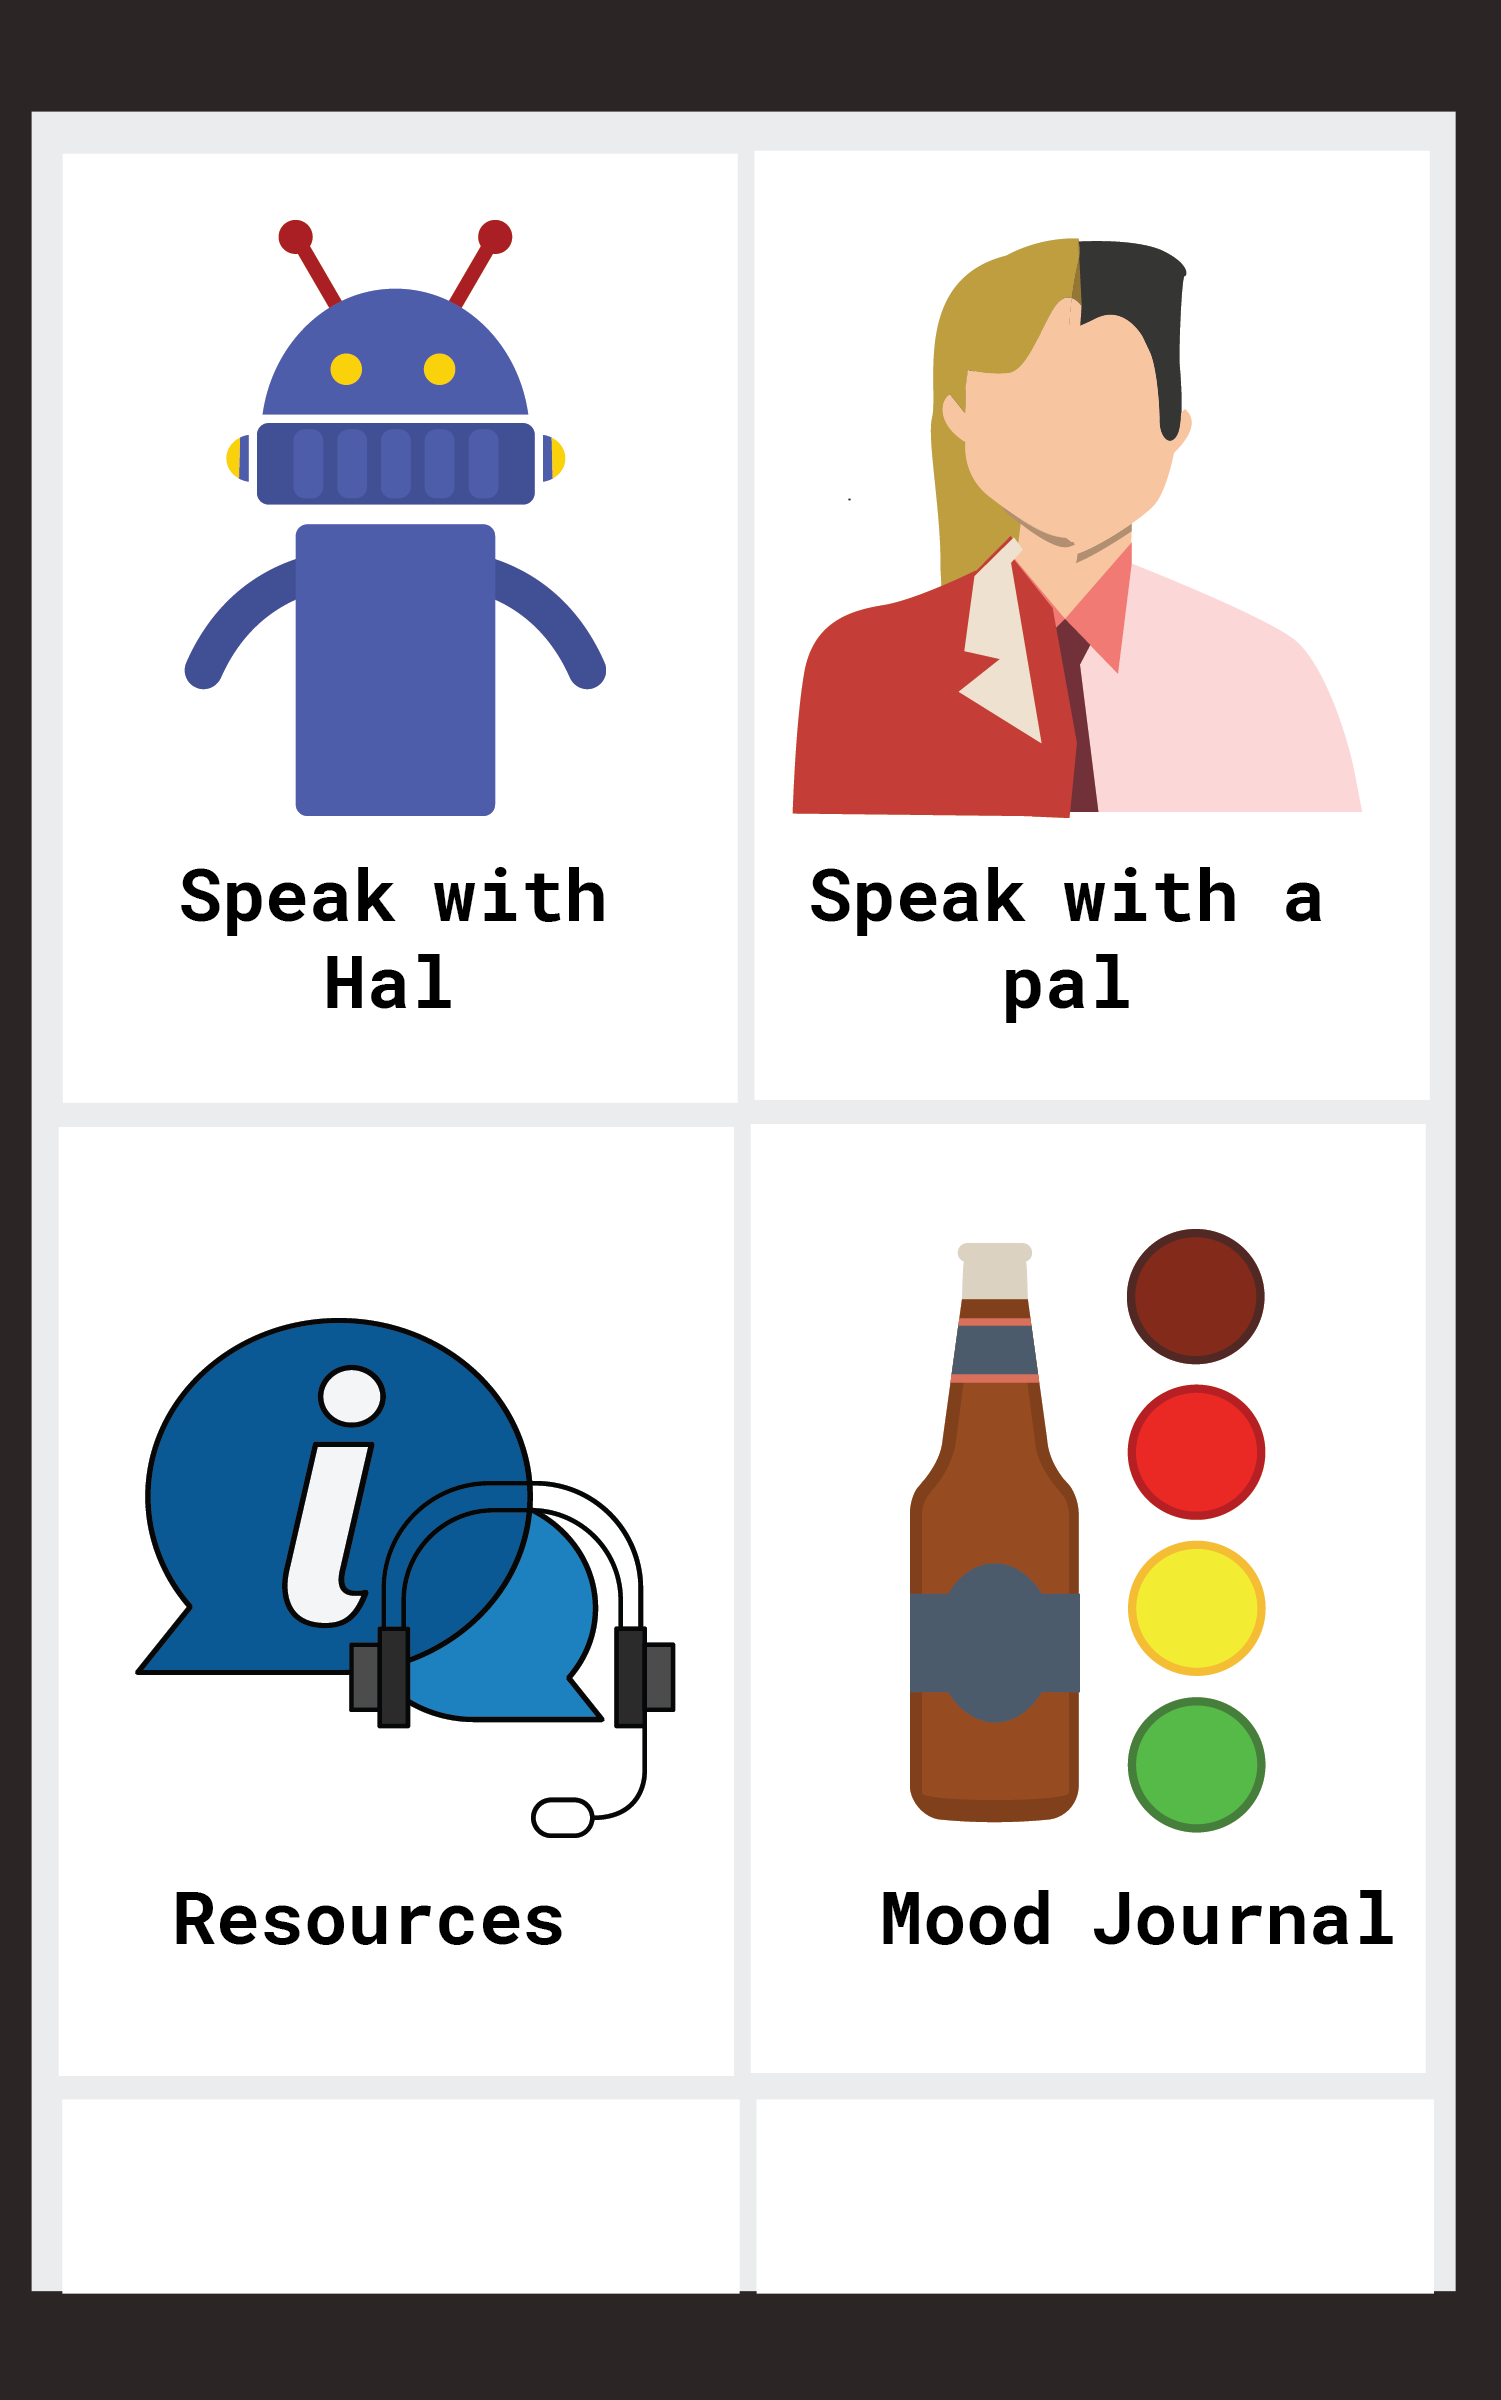 Speak with
Hal
Speak with a
pal
i
Resources
Mood Journal